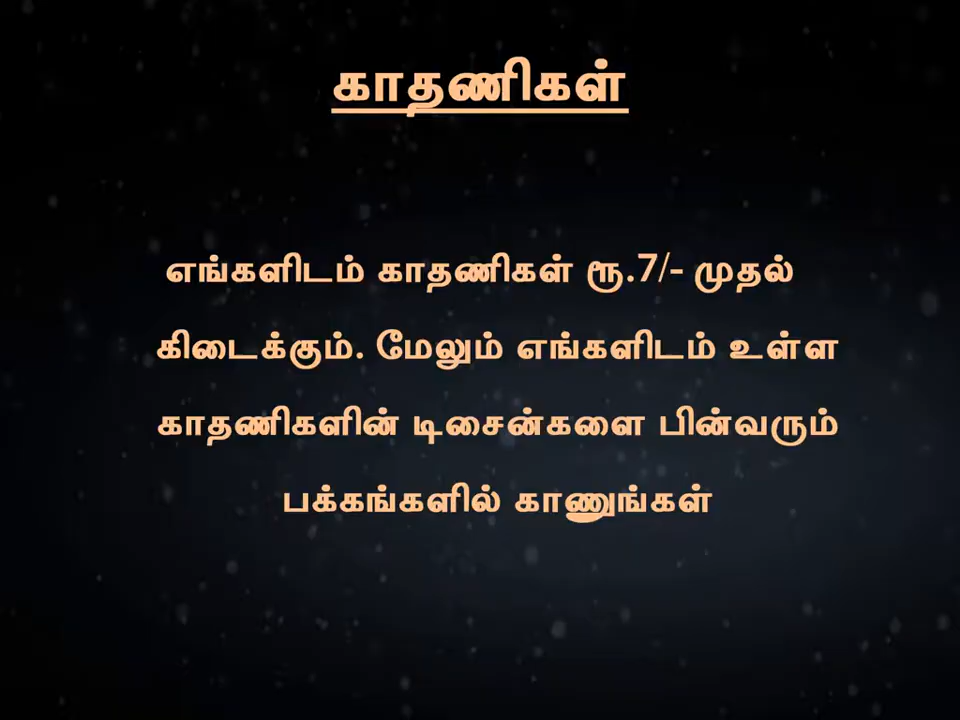 காதணிகள்
எங்களிடம் காதணிகள் ரூ.7/- முதல்
கிடைக்கும். மேலும் எங்களிடம் உள்ள
காதணிகளின் டிசைன்களை பின்வரும்
பக்கங்களில் காணுங்கள்